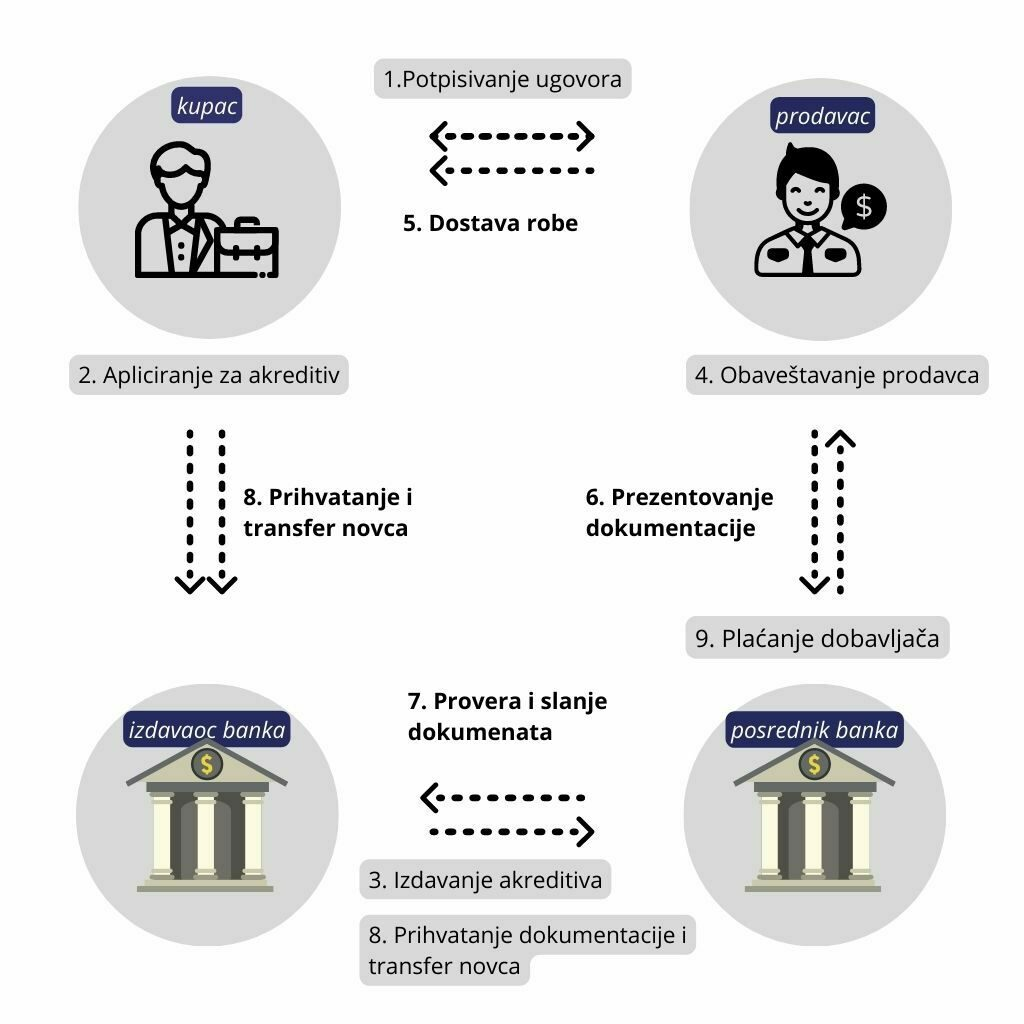 1.Potpisivanje ugovora
kupac
prodavac
$
5. Dostava robe
2. Apliciranje za akreditiv
4. Obaveštavanje prodavca
8. Prihvatanje i
transfer novca
6. Prezentovanje
dokumentacije
9. Plaćanje dobavljača
7. Provera i slanje
dokumenata
izdavaoc banka
posrednik banka
$
$
3. Izdavanje akreditiva
8. Prihvatanje dokumentacije i
transfer novca